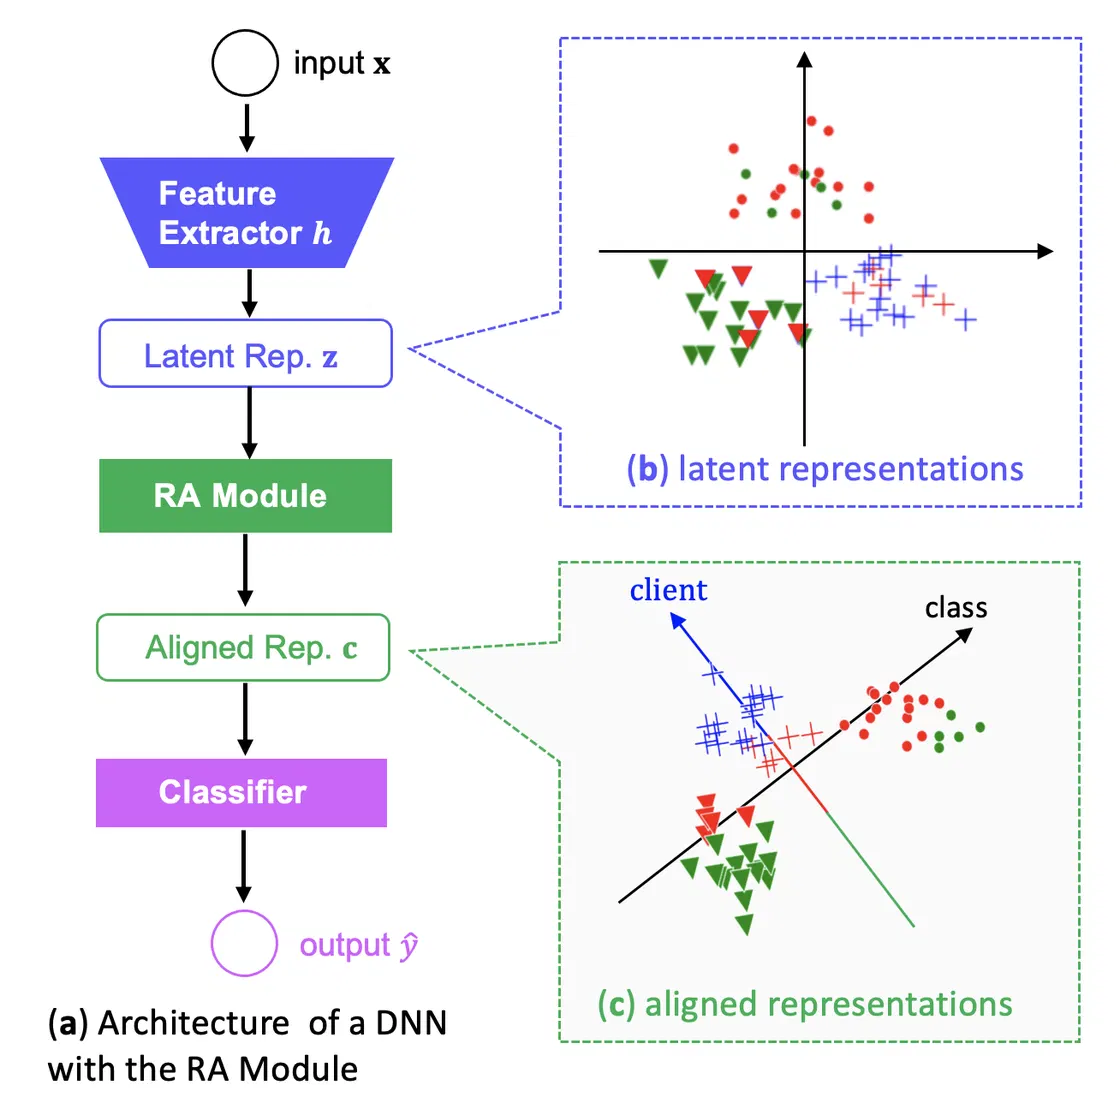 input x
Feature
Extractor h
Latent Rep. z
RA Module
Aligned Rep. c
Classifier
output ŷ
(a) Architecture of a DNN
with the RA Module
(b) latent representations
client
class
(c) aligned representations